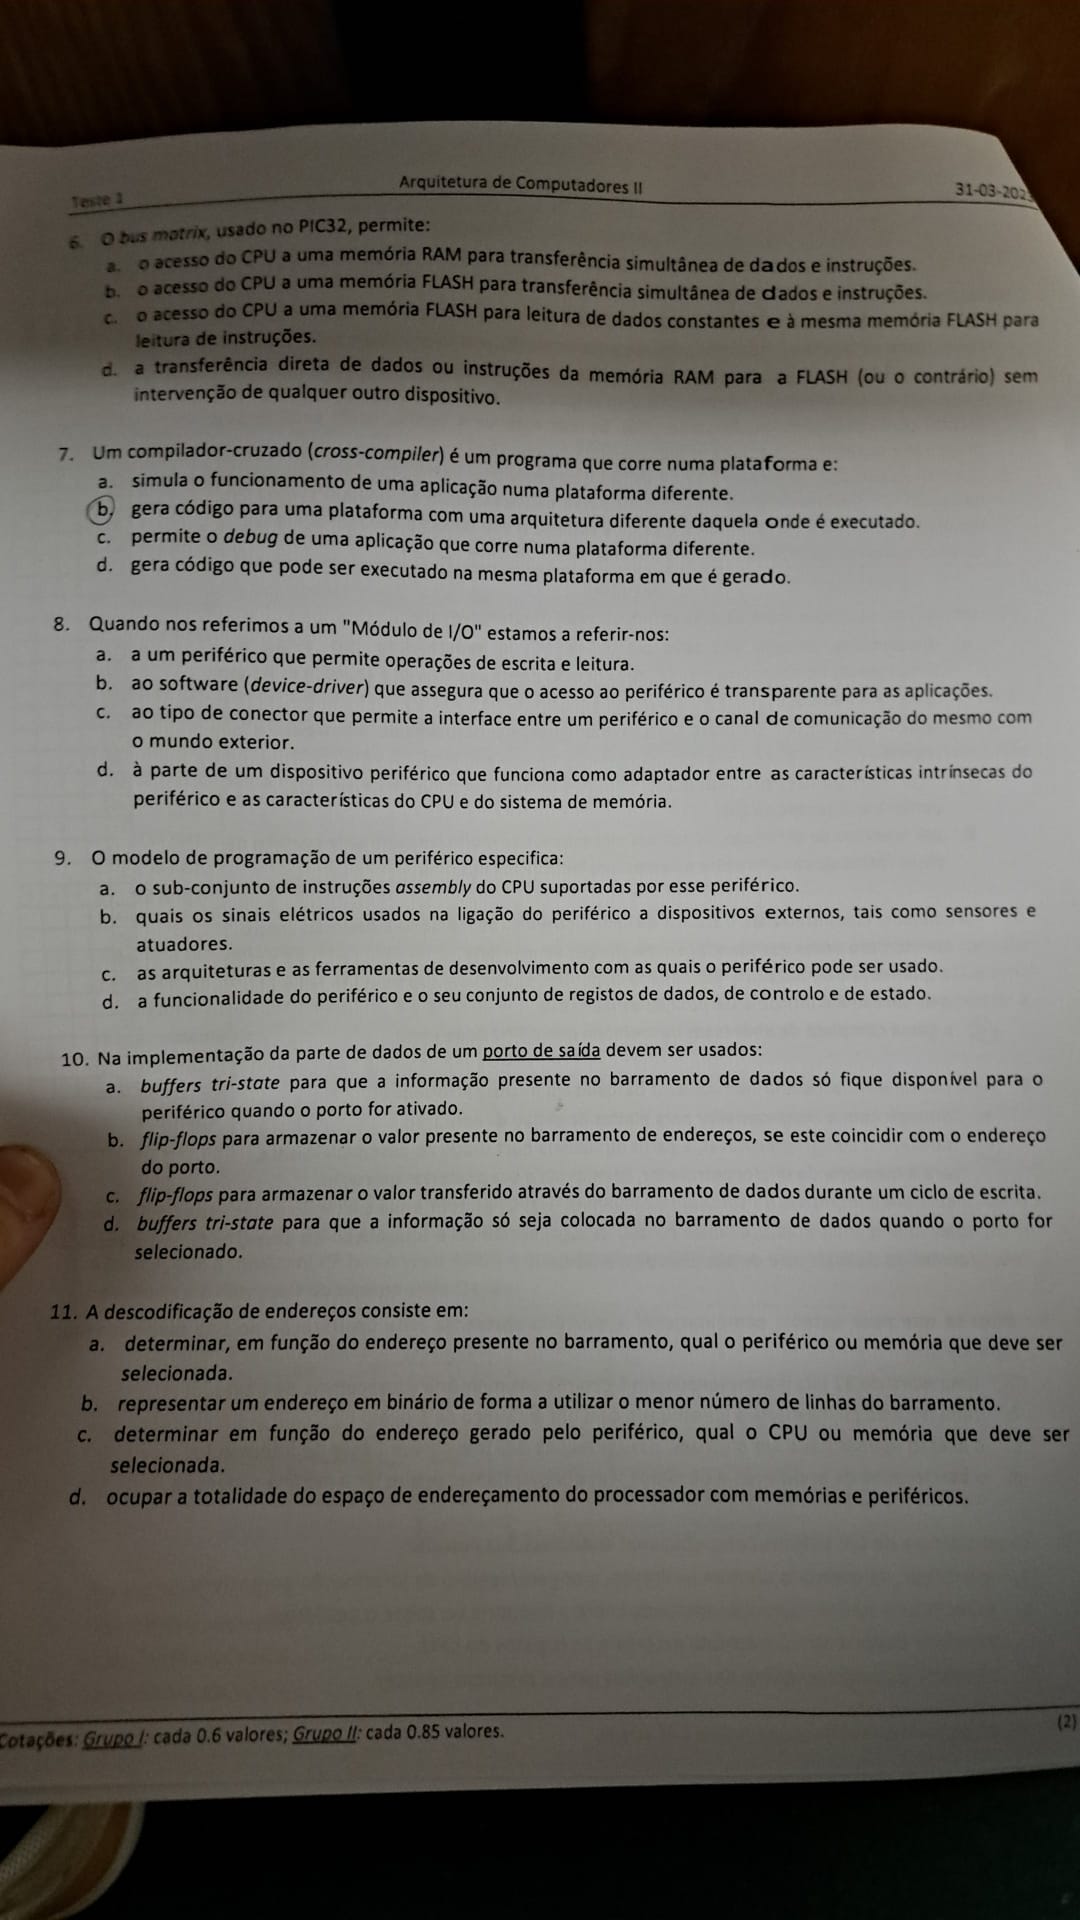 Teste 1 Arquitetura de Computadores II 31-03-2023
6. O bus matrix, usado no PIC32, permite:
a. o acesso do CPU a uma memória RAM para transferência simultânea de dados e instruções.
b. o acesso do CPU a uma memória FLASH para transferência simultânea de dados e instruções.
c. o acesso do CPU a uma memória FLASH para leitura de dados constantes e à mesma memória FLASH para
leitura de instruções.
d. a transferência direta de dados ou instruções da memória RAM para a FLASH (ou o contrário) sem
intervenção de qualquer outro dispositivo.
7. Um compilador-cruzado (cross-compiler) é um programa que corre numa plataforma e:
a. simula o funcionamento de uma aplicação numa plataforma diferente.
b. gera código para uma plataforma com uma arquitetura diferente daquela onde é executado.
c. permite o debug de uma aplicação que corre numa plataforma diferente.
d. gera código que pode ser executado na mesma plataforma em que é gerado.
8. Quando nos referimos a um "Módulo de I/O" estamos a referir-nos:
a. a um periférico que permite operações de escrita e leitura.
b. ao software (device-driver) que assegura que o acesso ao periférico é transparente para as aplicações.
c. ao tipo de conector que permite a interface entre um periférico e o canal de comunicação do mesmo com
o mundo exterior.
d. à parte de um dispositivo periférico que funciona como adaptador entre as características intrínsecas do
periférico e as características do CPU e do sistema de memória.
9. O modelo de programação de um periférico especifica:
a. o sub-conjunto de instruções assembly do CPU suportadas por esse periférico.
b. quais os sinais elétricos usados na ligação do periférico a dispositivos externos, tais como sensores e
atuadores.
c. as arquiteturas e as ferramentas de desenvolvimento com as quais o periférico pode ser usado.
d. a funcionalidade do periférico e o seu conjunto de registos de dados, de controlo e de estado.
10. Na implementação da parte de dados de um porto de saída devem ser usados:
a. buffers tri-state para que a informação presente no barramento de dados só fique disponível para o
periférico quando o porto for ativado.
b. flip-flops para armazenar o valor presente no barramento de endereços, se este coincidir com o endereço
do porto.
c. flip-flops para armazenar o valor transferido através do barramento de dados durante um ciclo de escrita.
d. buffers tri-state para que a informação só seja colocada no barramento de dados quando o porto for
selecionado.
11. A descodificação de endereços consiste em:
a. determinar, em função do endereço presente no barramento, qual o periférico ou memória que deve ser
selecionada.
b. representar um endereço em binário de forma a utilizar o menor número de linhas do barramento.
c. determinar em função do endereço gerado pelo periférico, qual o CPU ou memória que deve ser
selecionada.
d. ocupar a totalidade do espaço de endereçamento do processador com memórias e periféricos.
Cotações: Grupo I: cada 0.6 valores; Grupo II: cada 0.85 valores. (2)